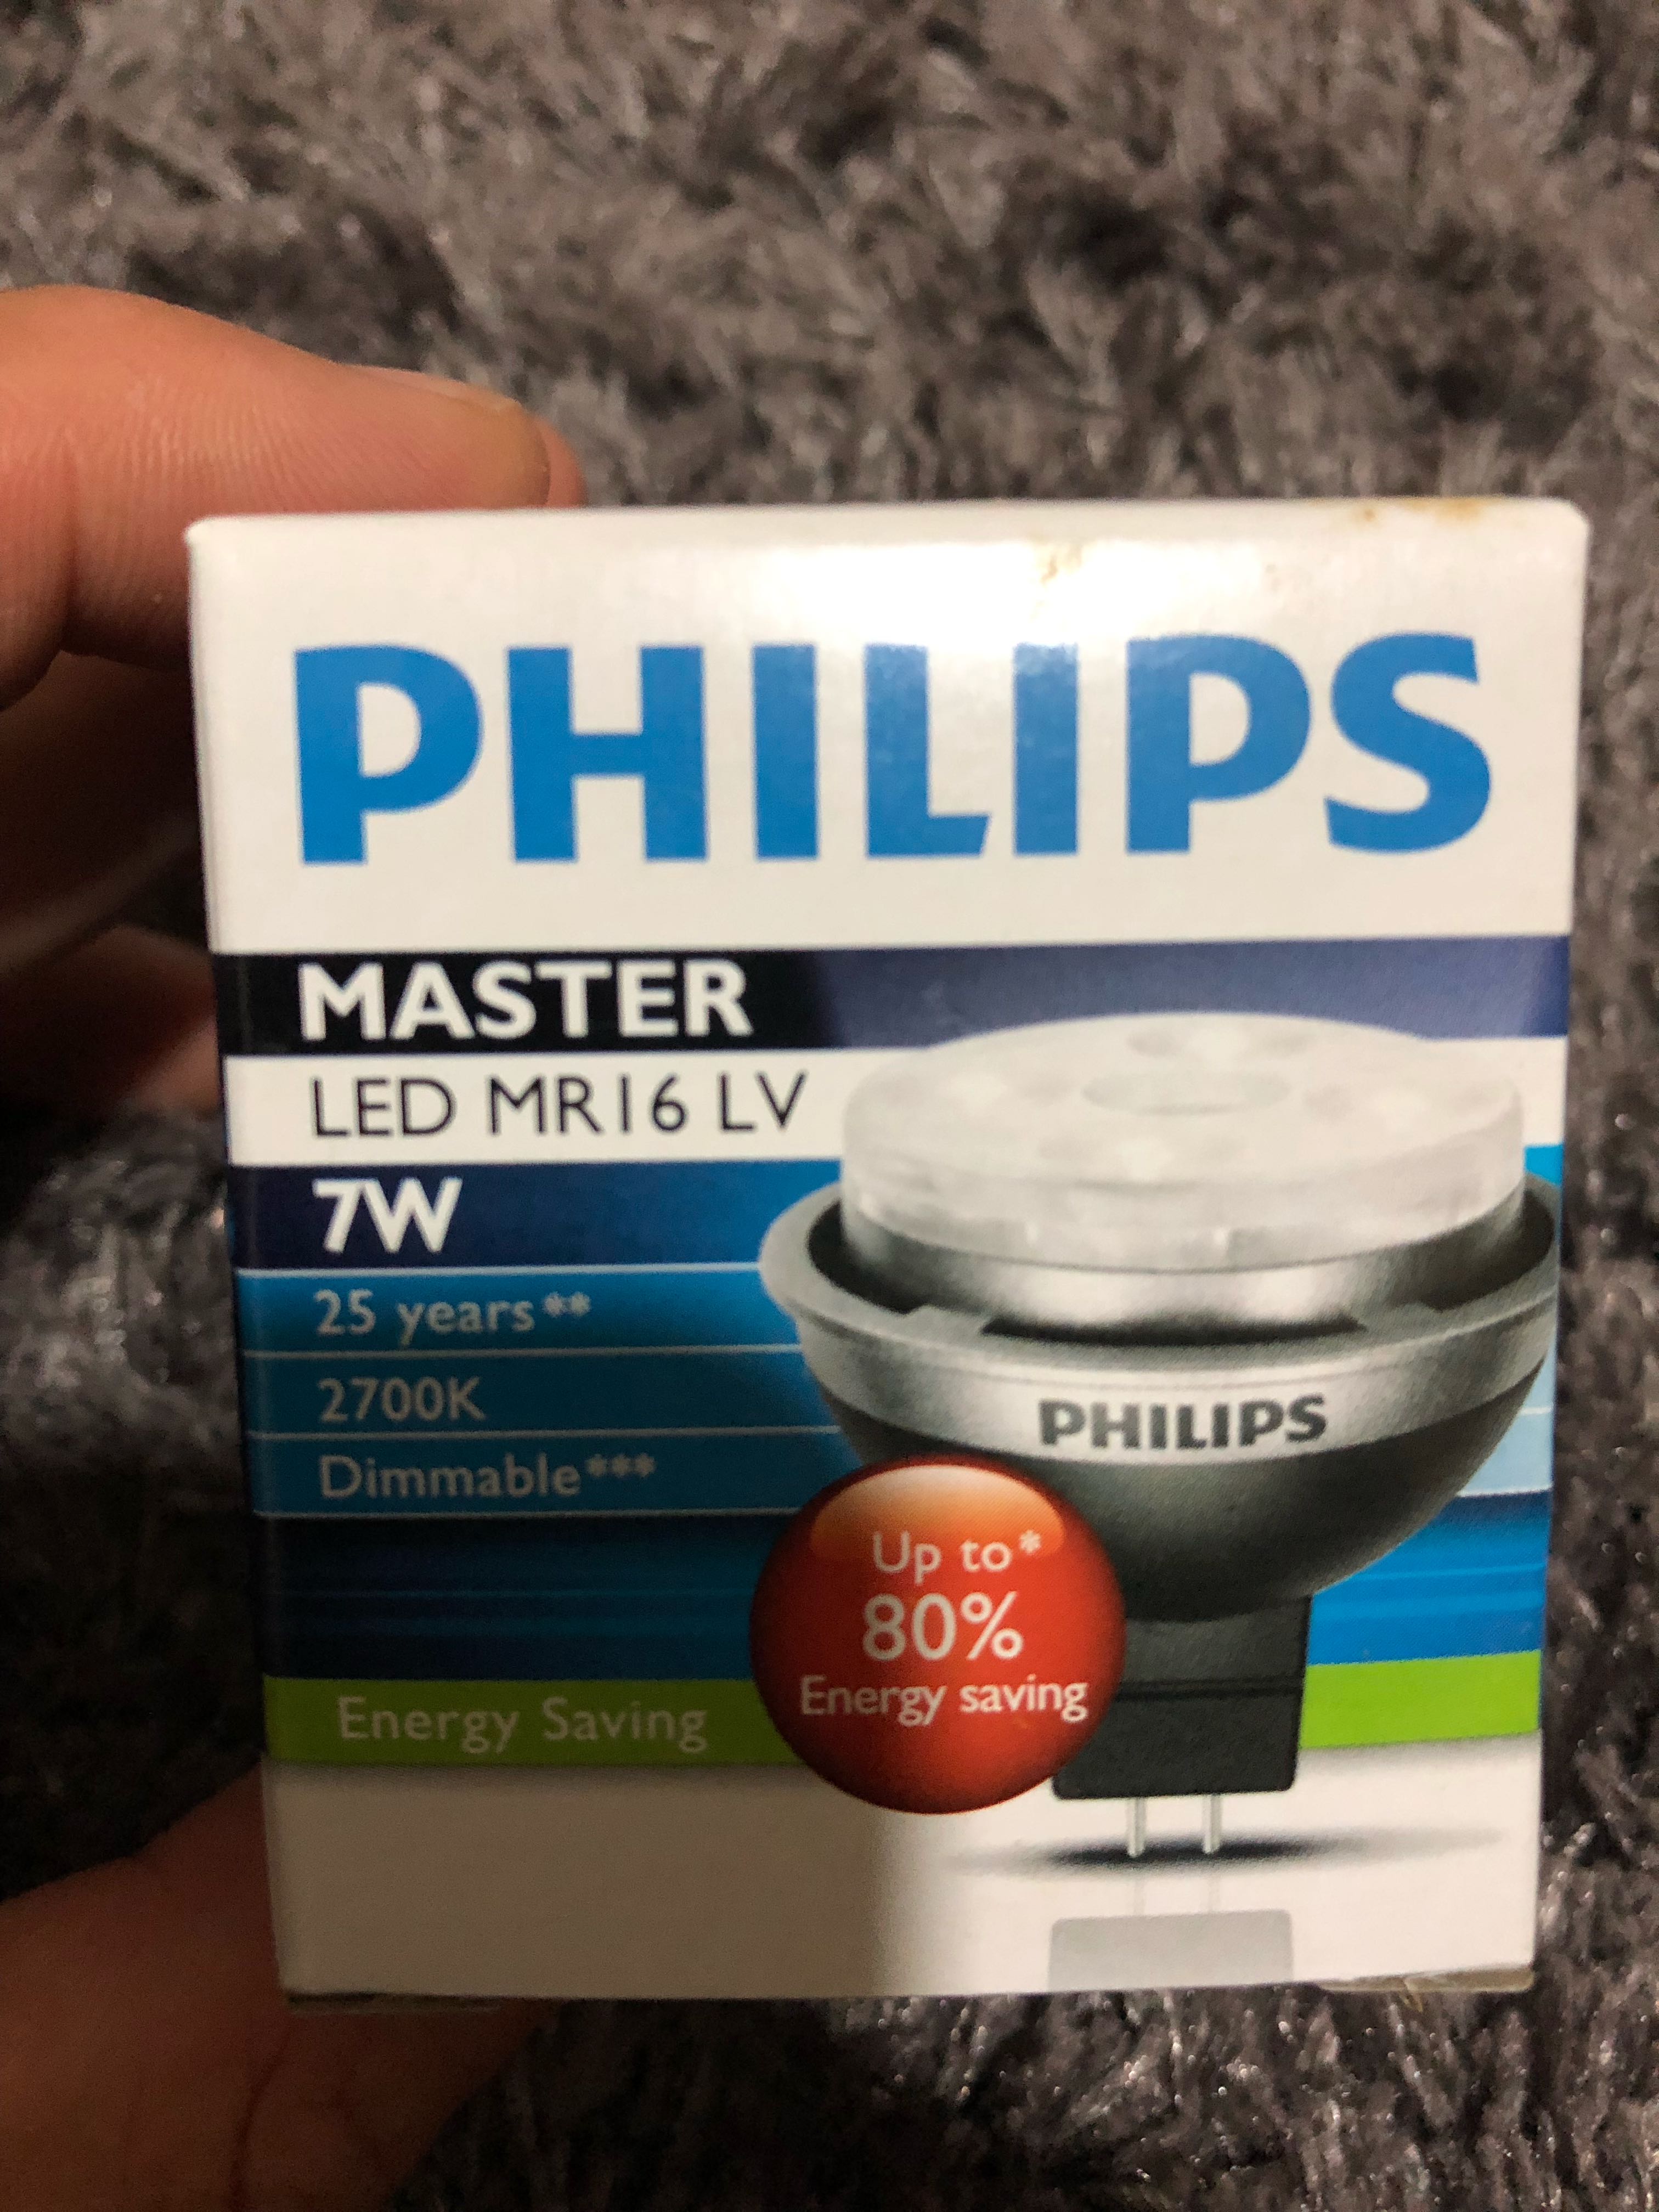 PHILIPS
MASTER
LED MR16 LV
7W
25 years**
2700K
Dimmable***
PHILIPS
Up to*
80%
Energy saving
Energy Saving